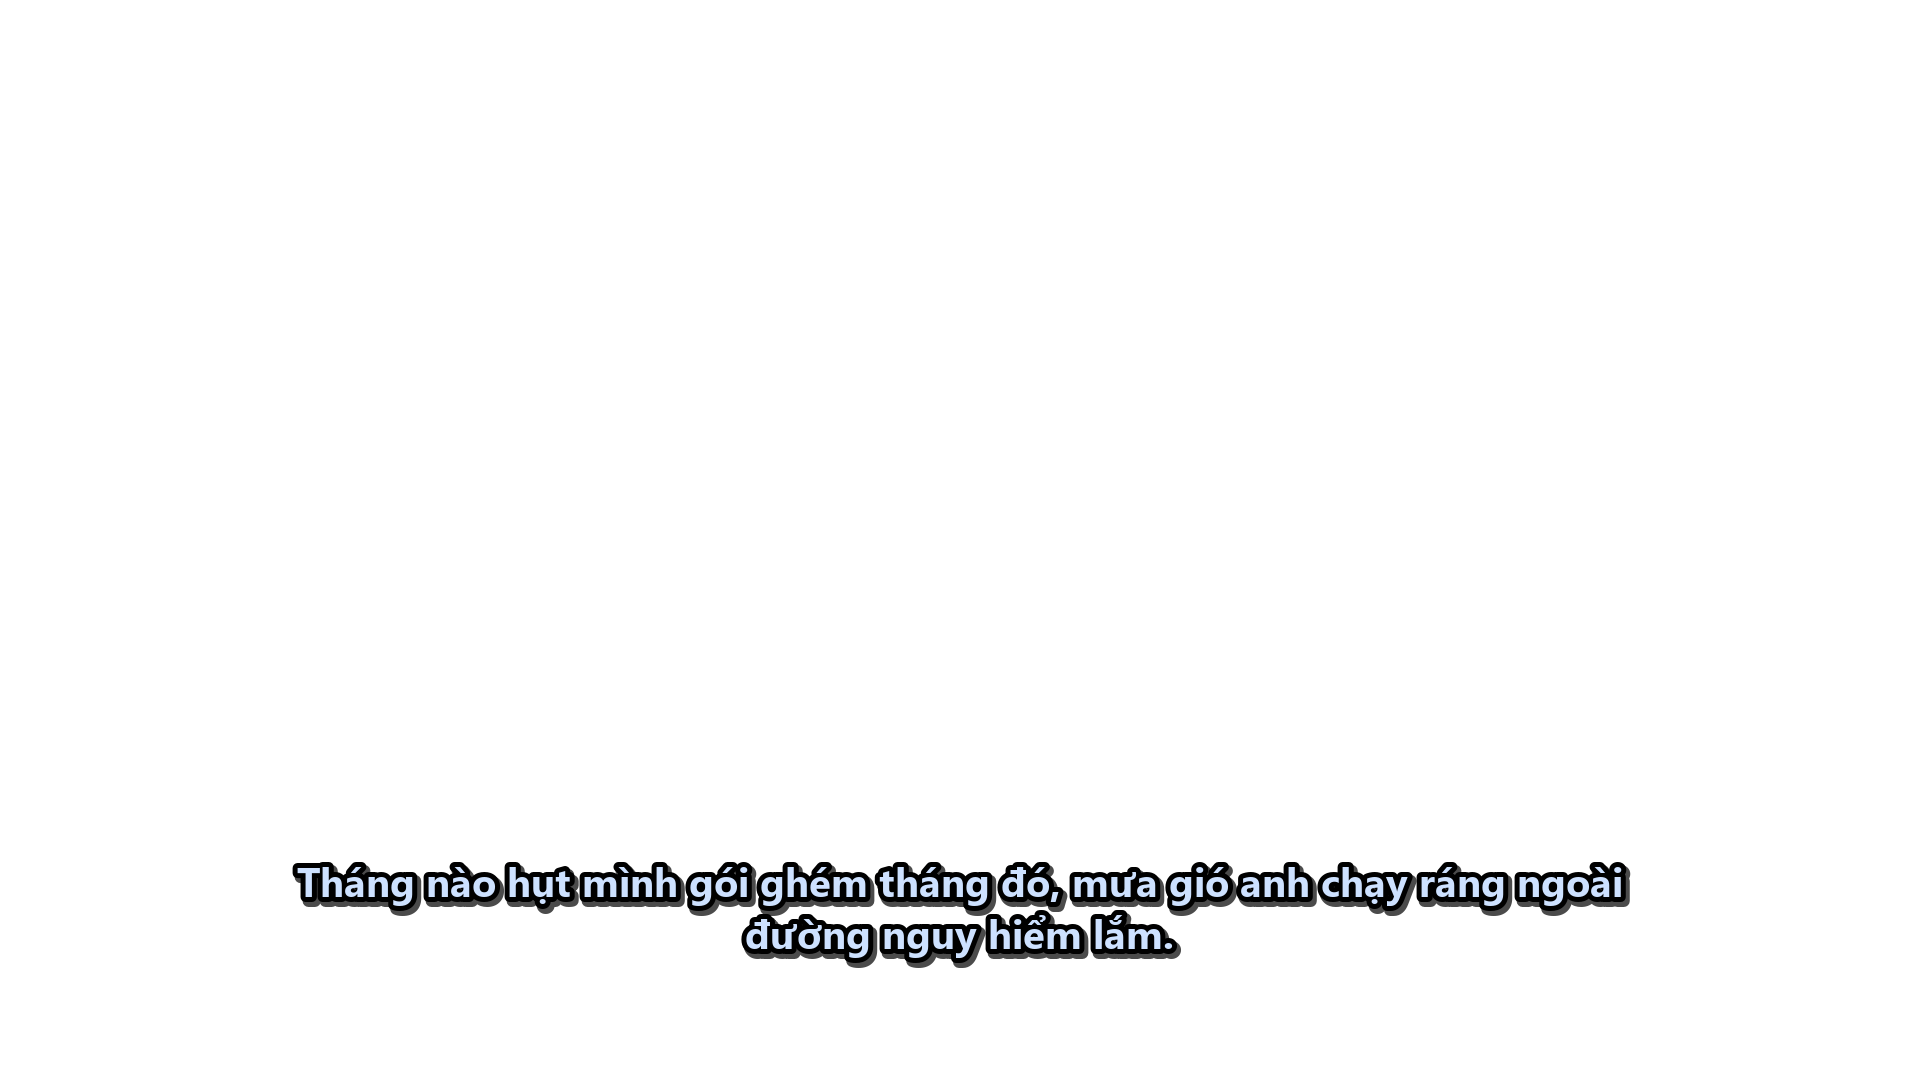 Tháng nào hụt mình gói ghém tháng đó, mưa gió anh chạy ráng ngoài
đường nguy hiểm lắm.